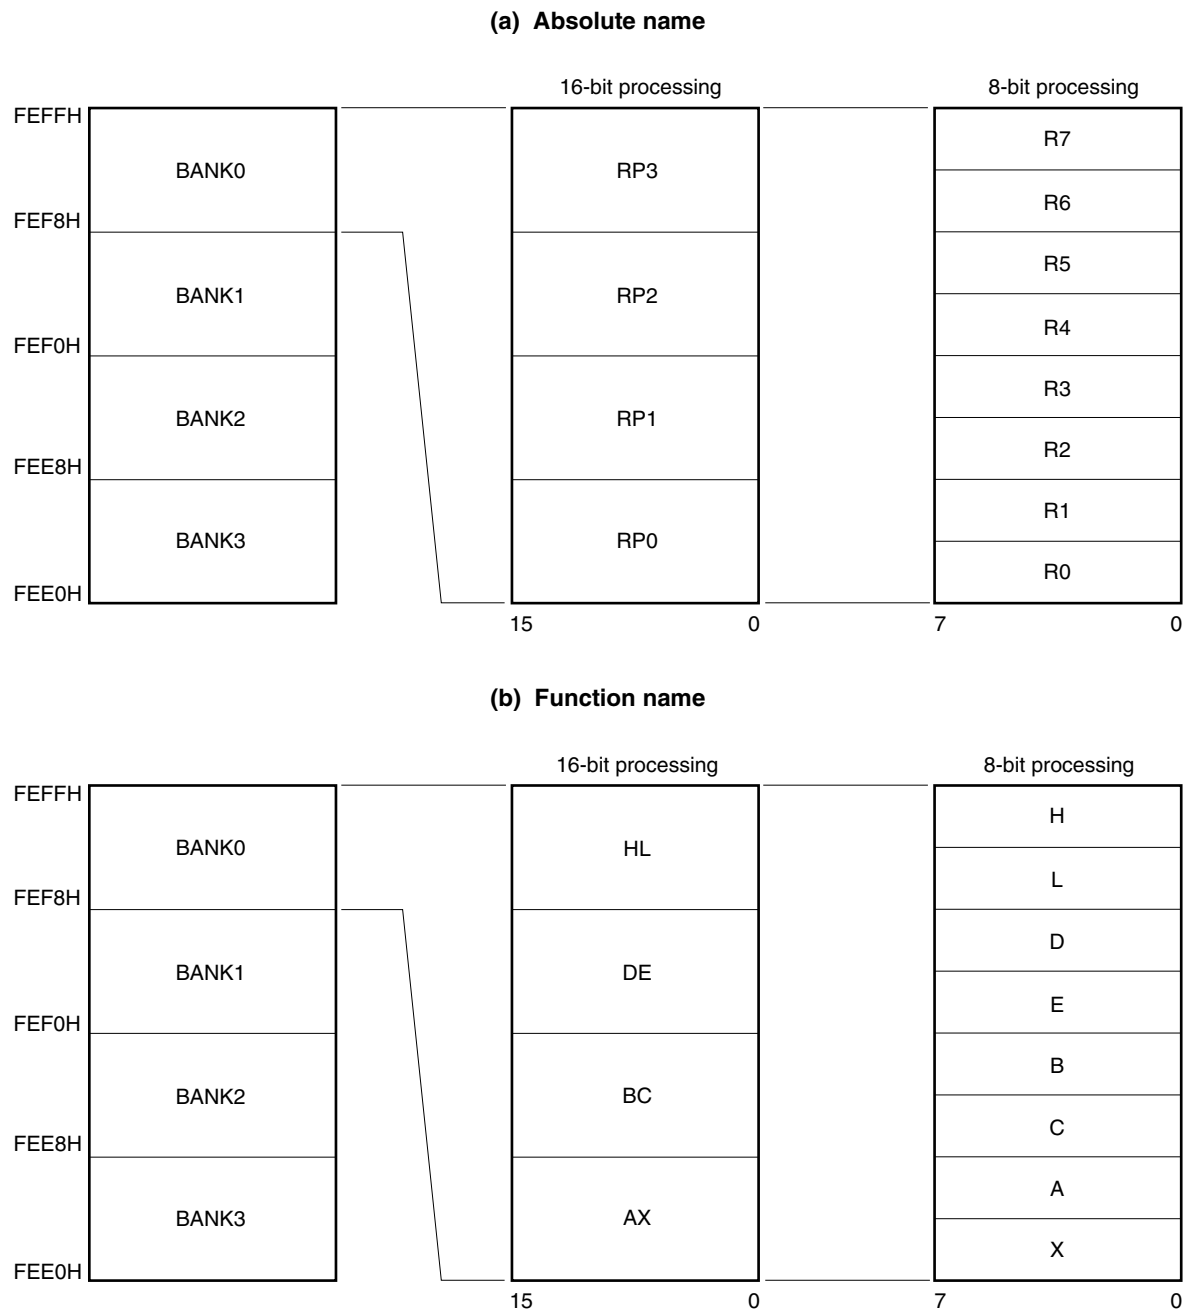 (a) Absolute name
16-bit processing
8-bit processing
FEFFH
BANK0
RP3
R7
R6
FEF8H
BANK1
RP2
R5
R4
FEF0H
BANK2
RP1
R3
R2
FEE8H
BANK3
RP0
R1
R0
FEE0H
15 0
7 0
(b) Function name
16-bit processing
8-bit processing
FEFFH
BANK0
HL
H
L
FEF8H
BANK1
DE
D
E
FEF0H
BANK2
BC
B
C
FEE8H
BANK3
AX
A
X
FEE0H
15 0
7 0